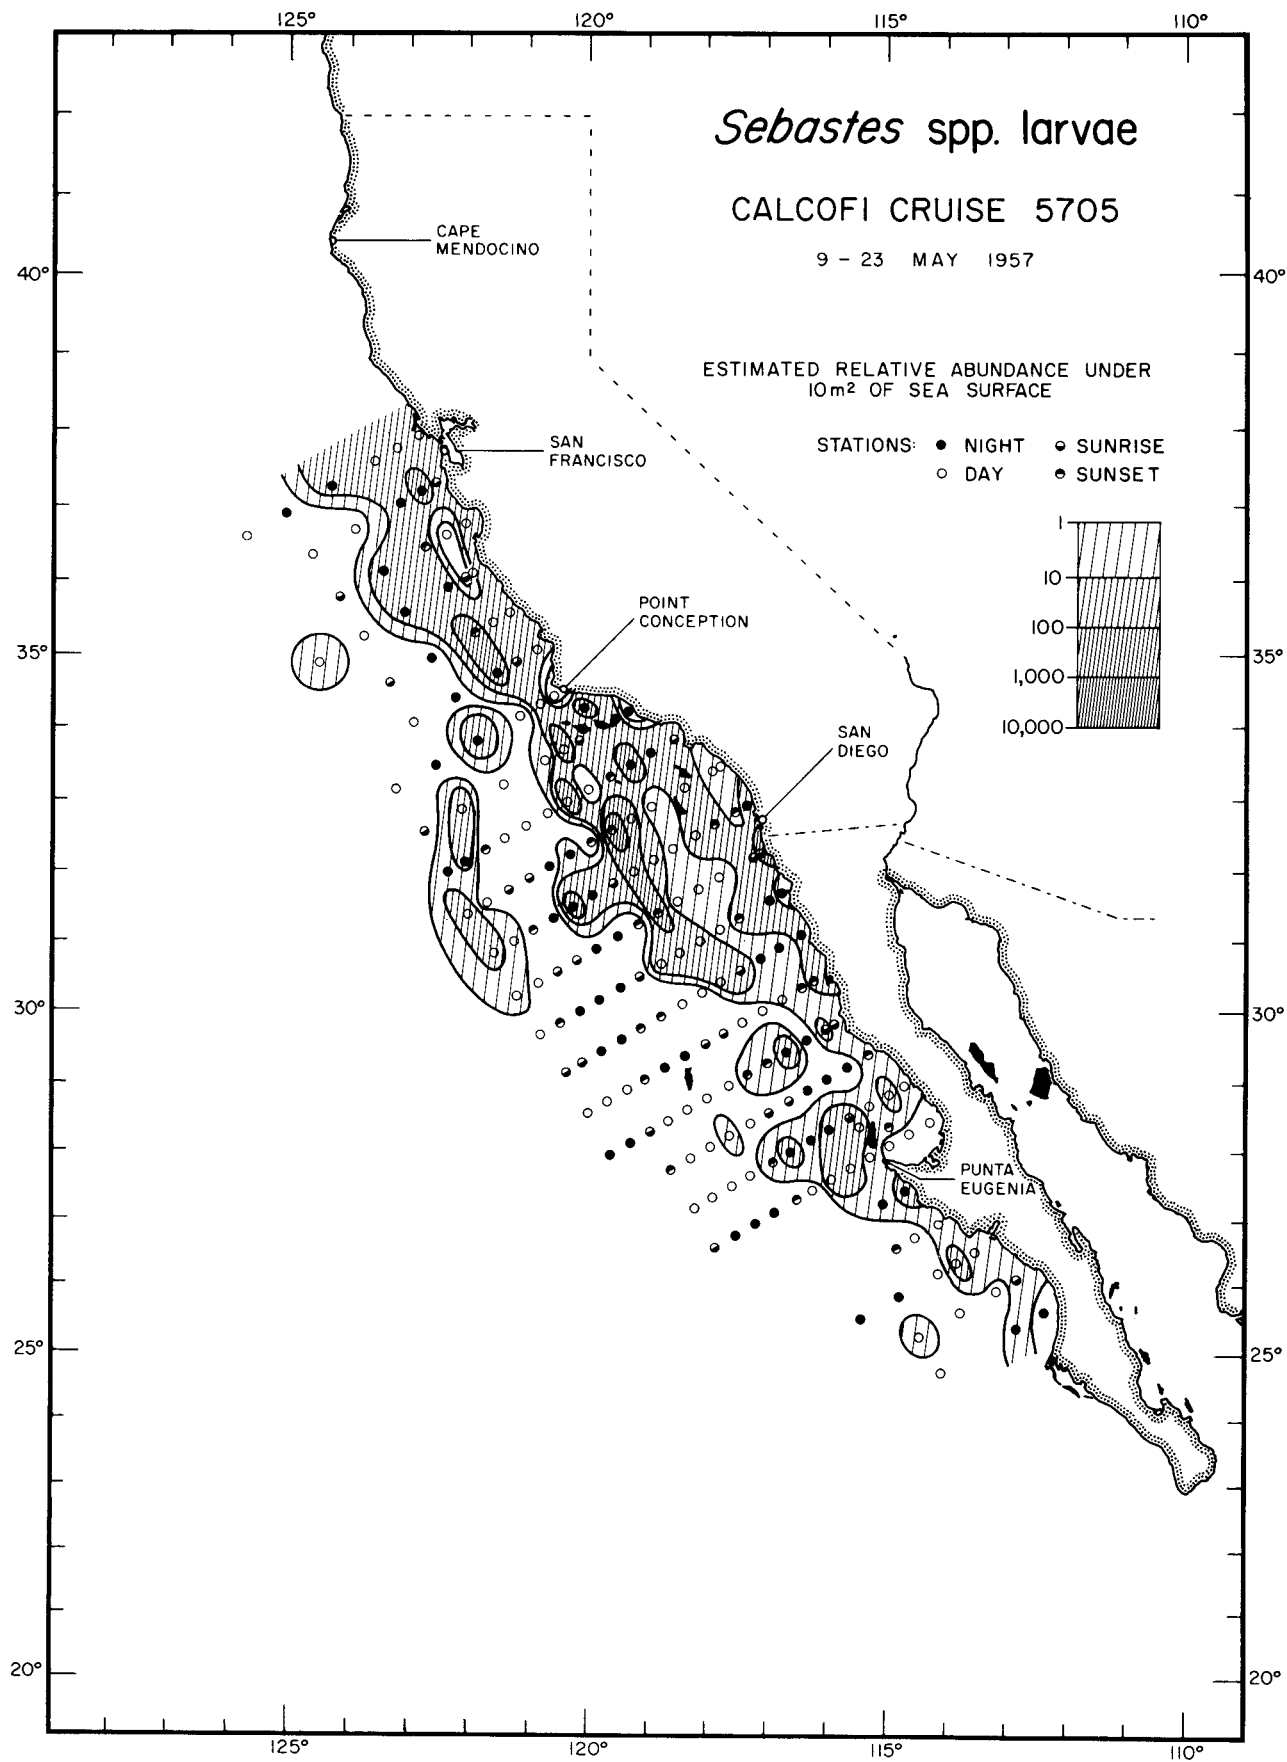 125° 120° 115° 110°
Sebastes spp. larvae
CALCOFI CRUISE 5705
9 – 23 MAY 1957
CAPE
MENDOCINO
40° 40°
ESTIMATED RELATIVE ABUNDANCE UNDER
10m² OF SEA SURFACE
STATIONS: ● NIGHT ◒ SUNRISE
○ DAY ◓ SUNSET
SAN
FRANCISCO
1
10
100
1,000
10,000
POINT
CONCEPTION
35° 35°
SAN
DIEGO
30° 30°
PUNTA
EUGENIA
25° 25°
20° 20°
125° 120° 115° 110°